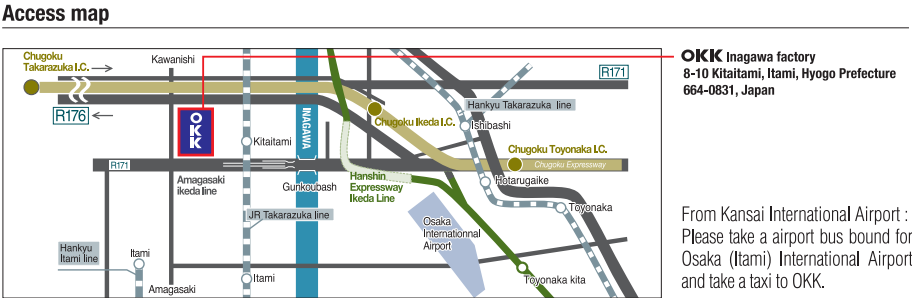 Access map
Chugoku
Takarazuka I.C.
Kawanishi
R171
R176
OKK
Kitaitami
INAGAWA
Chugoku Ikeda I.C.
Hankyu Takarazuka line
Ishibashi
Chugoku Toyonaka I.C.
Chugoku Expressway
R171
Amagasaki
ikeda line
Gunkoubash
Hanshin
Expressway
Ikeda Line
Hotarugaike
Toyonaka
JR Takarazuka line
Osaka
Internationnal
Airport
Hankyu
Itami line
Itami
Amagasaki
Itami
Toyonaka kita
OKK Inagawa factory
8-10 Kitaitami, Itami, Hyogo Prefecture
664-0831, Japan
From Kansai International Airport :
Please take a airport bus bound for
Osaka (Itami) International Airport
and take a taxi to OKK.